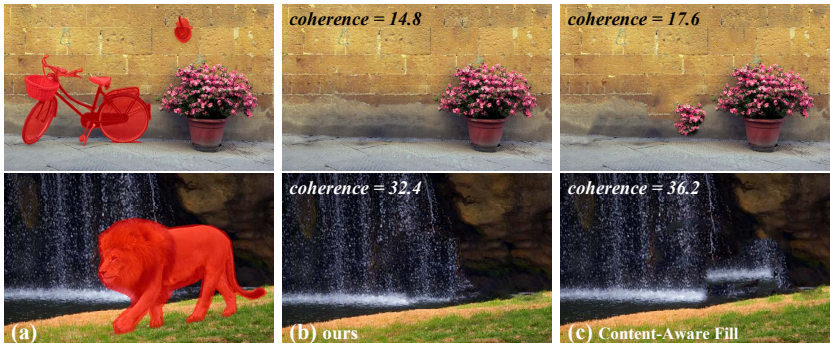 coherence = 14.8
coherence = 17.6
coherence = 32.4
coherence = 36.2
(a)
(b) ours
(c) Content-Aware Fill